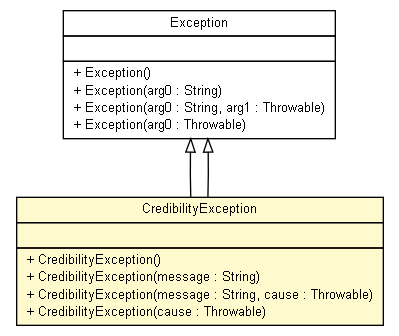 Exception
+ Exception()
+ Exception(arg0 : String)
+ Exception(arg0 : String, arg1 : Throwable)
+ Exception(arg0 : Throwable)
CredibilityException
+ CredibilityException()
+ CredibilityException(message : String)
+ CredibilityException(message : String, cause : Throwable)
+ CredibilityException(cause : Throwable)